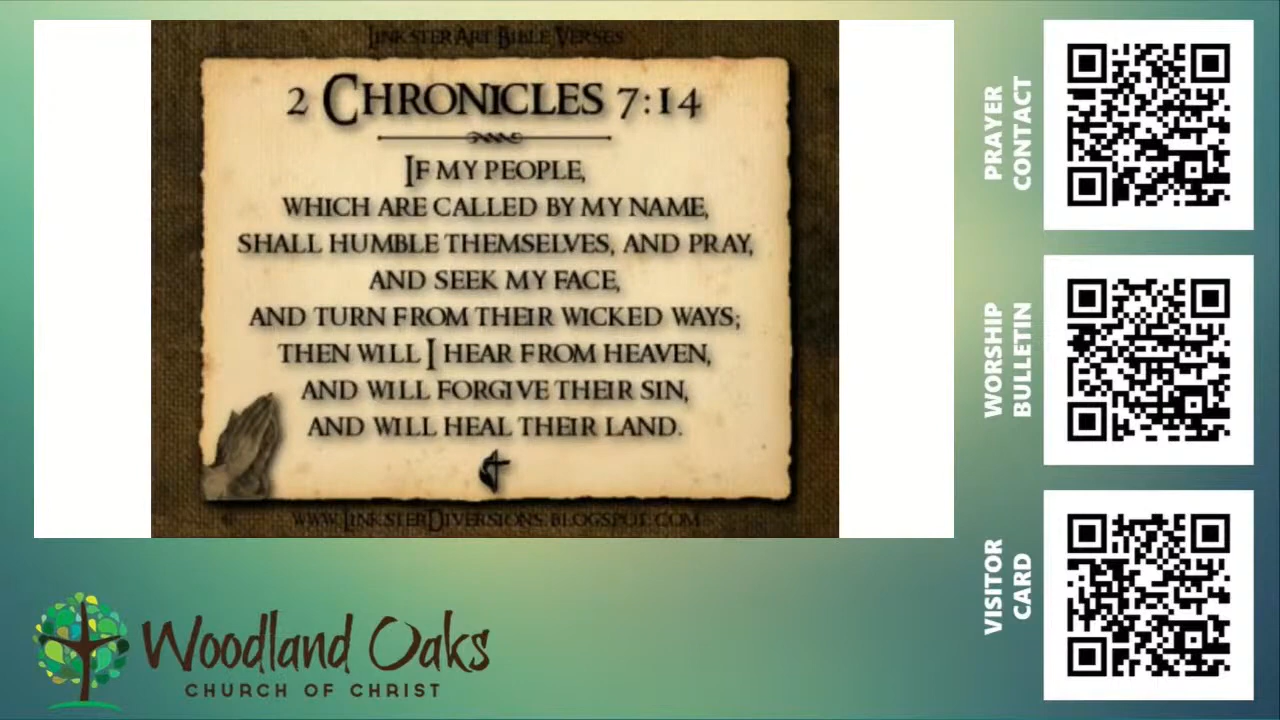 LinksterArt Bible Verses
2 Chronicles 7:14
If my people,
which are called by my name,
shall humble themselves, and pray,
and seek my face,
and turn from their wicked ways;
then will I hear from heaven,
and will forgive their sin,
and will heal their land.
www.LinksterDiversions.blogspot.com
PRAYER
CONTACT
WORSHIP
BULLETIN
VISITOR
CARD
Woodland Oaks
CHURCH OF CHRIST